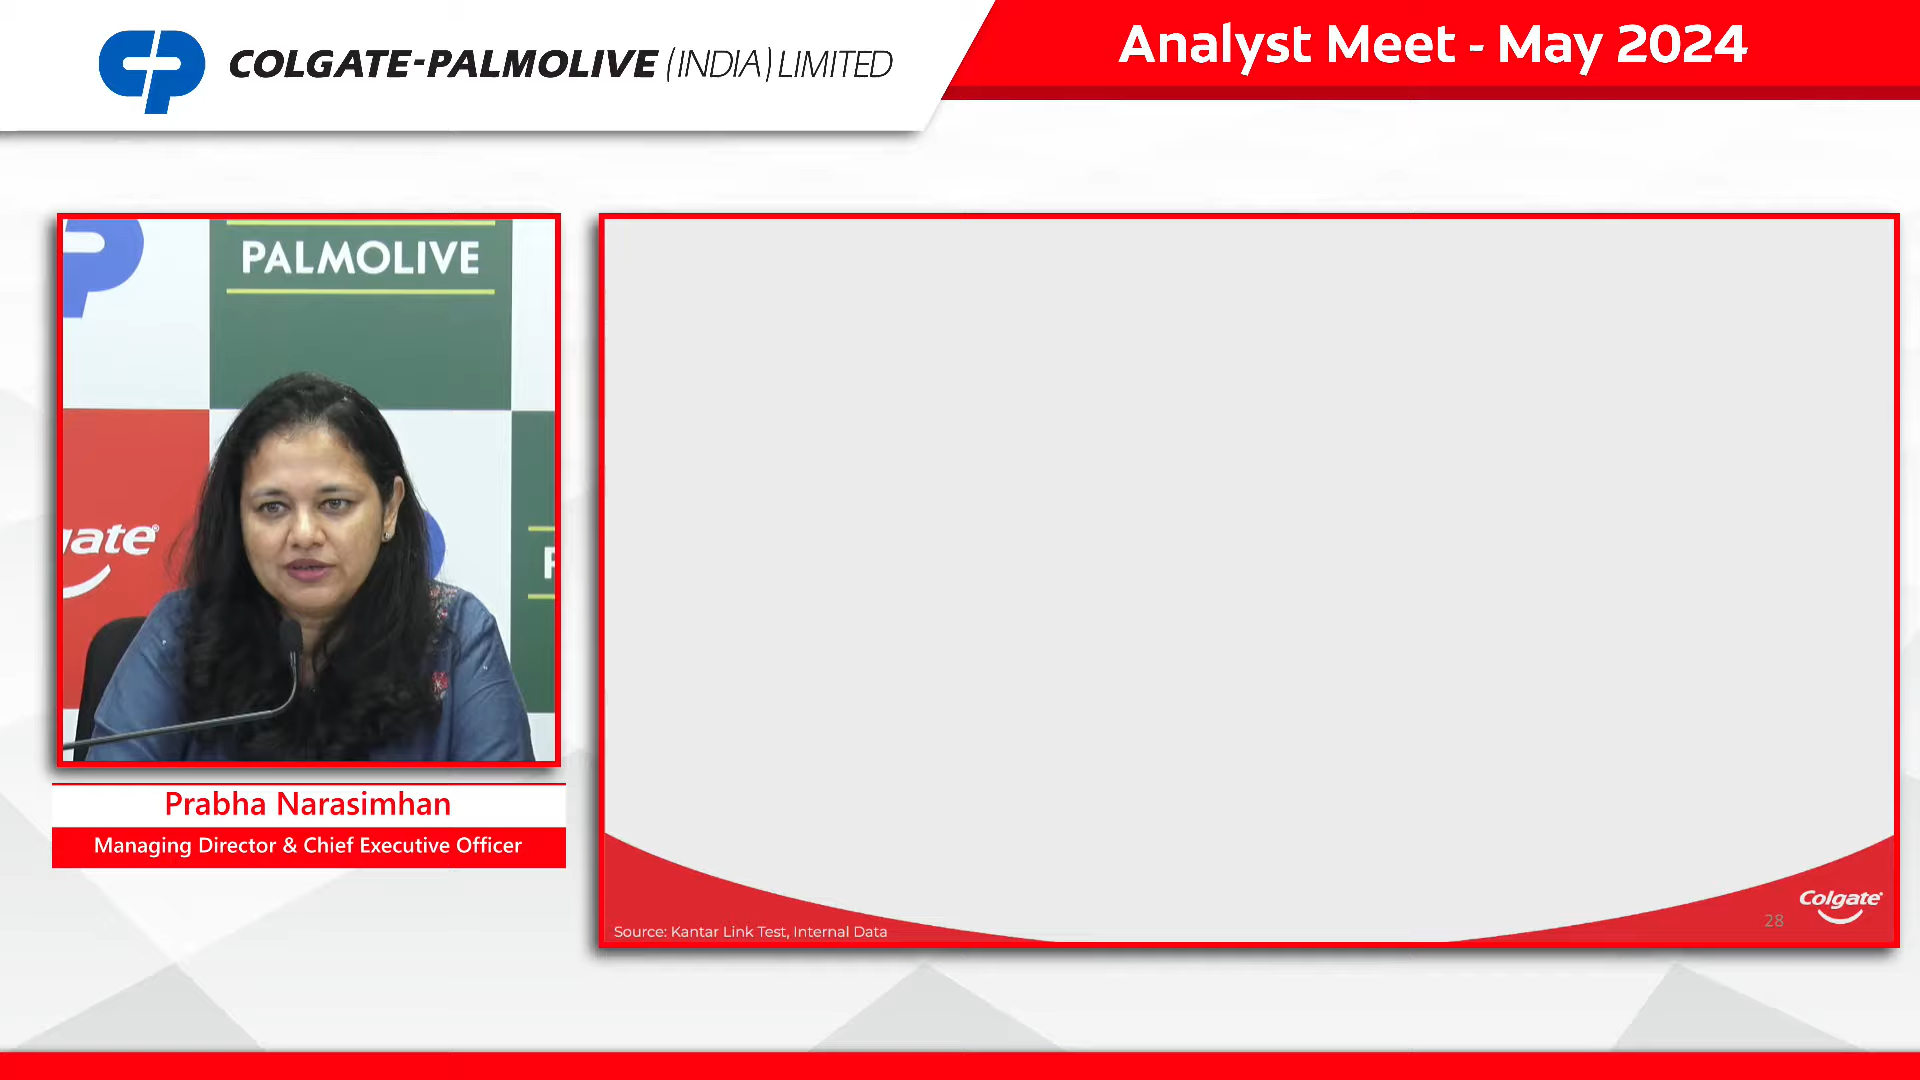 COLGATE-PALMOLIVE (INDIA) LIMITED
Analyst Meet - May 2024
PALMOLIVE
gate®
P
Prabha Narasimhan
Managing Director & Chief Executive Officer
Source: Kantar Link Test, Internal Data
28
Colgate®